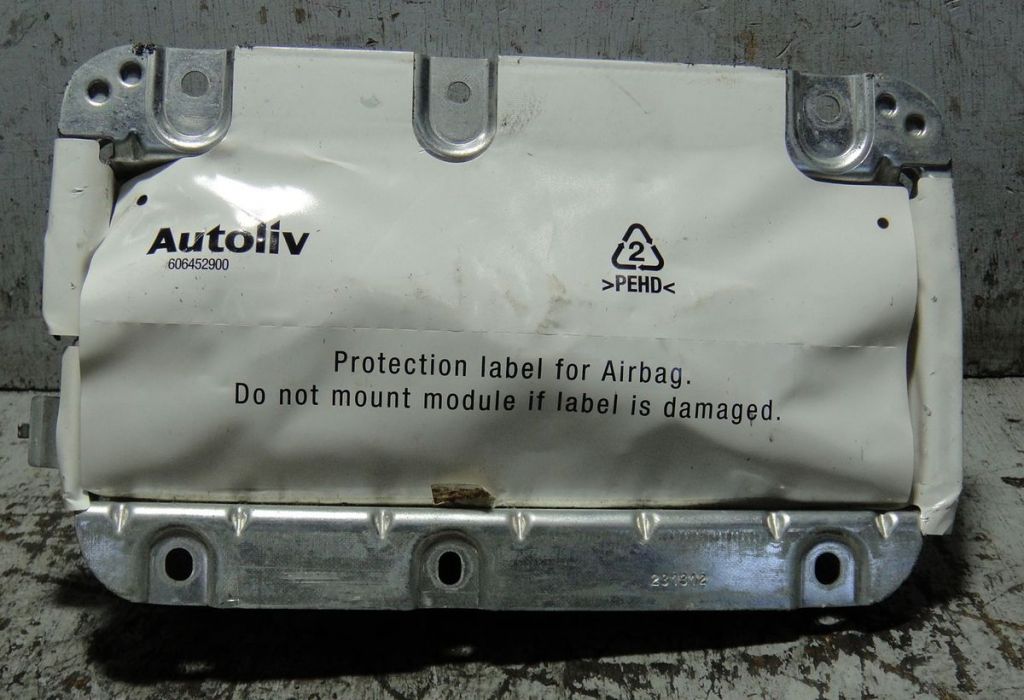 Autoliv
606452900
2
>PEHD<
Protection label for Airbag.
Do not mount module if label is damaged.
231312